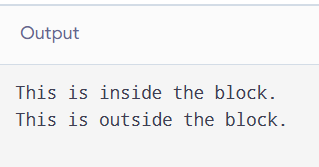 Output
This is inside the block.
This is outside the block.